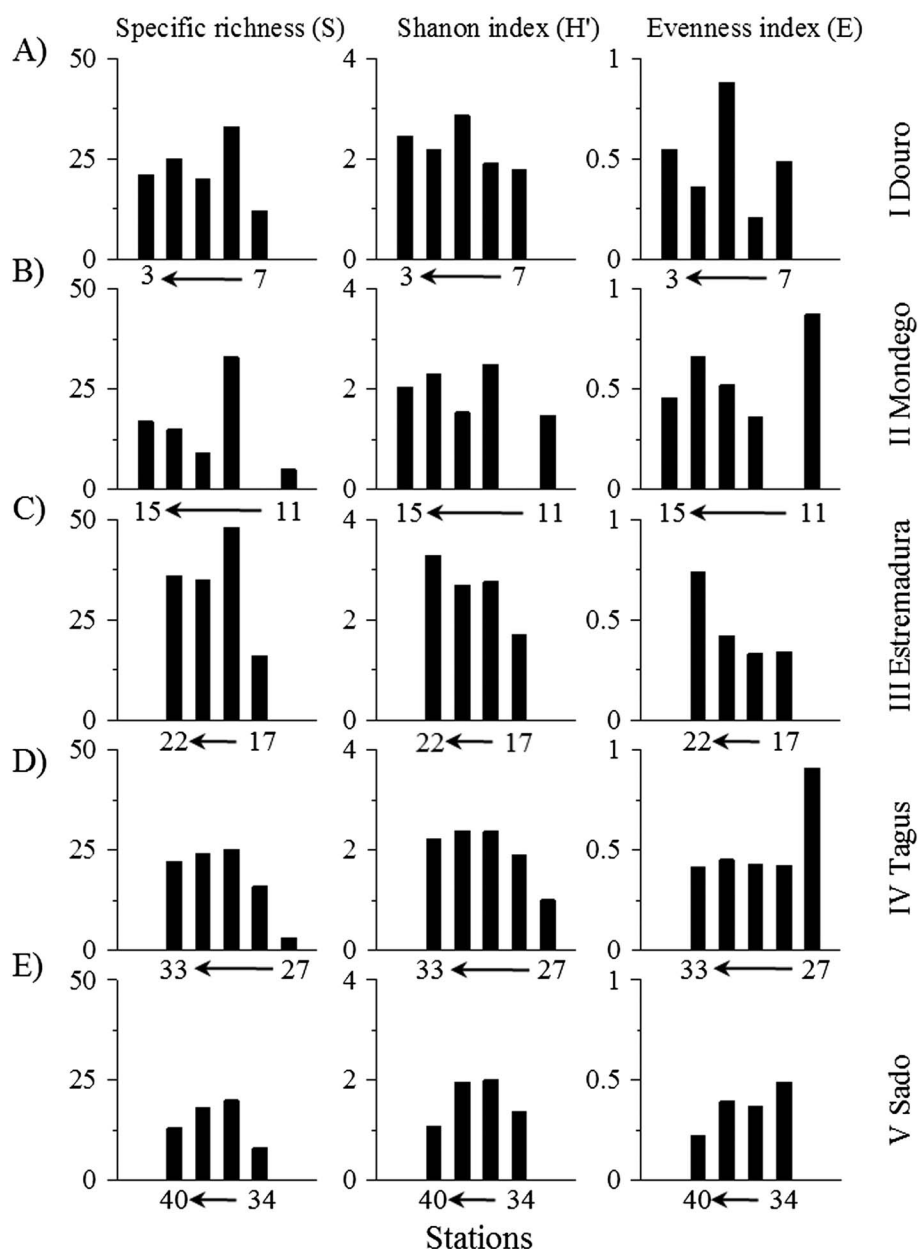 Specific richness (S) Shanon index (H') Evenness index (E)
A) 50 25 0 4 2 0 1 0.5 0 I Douro
3 7 3 7 3 7
B) 50 25 0 4 2 0 1 0.5 0 II Mondego
15 11 15 11 15 11
C) 50 25 0 4 2 0 1 0.5 0 III Estremadura
22 17 22 17 22 17
D) 50 25 0 4 2 0 1 0.5 0 IV Tagus
33 27 33 27 33 27
E) 50 25 0 4 2 0 1 0.5 0 V Sado
40 34 40 34 40 34
Stations